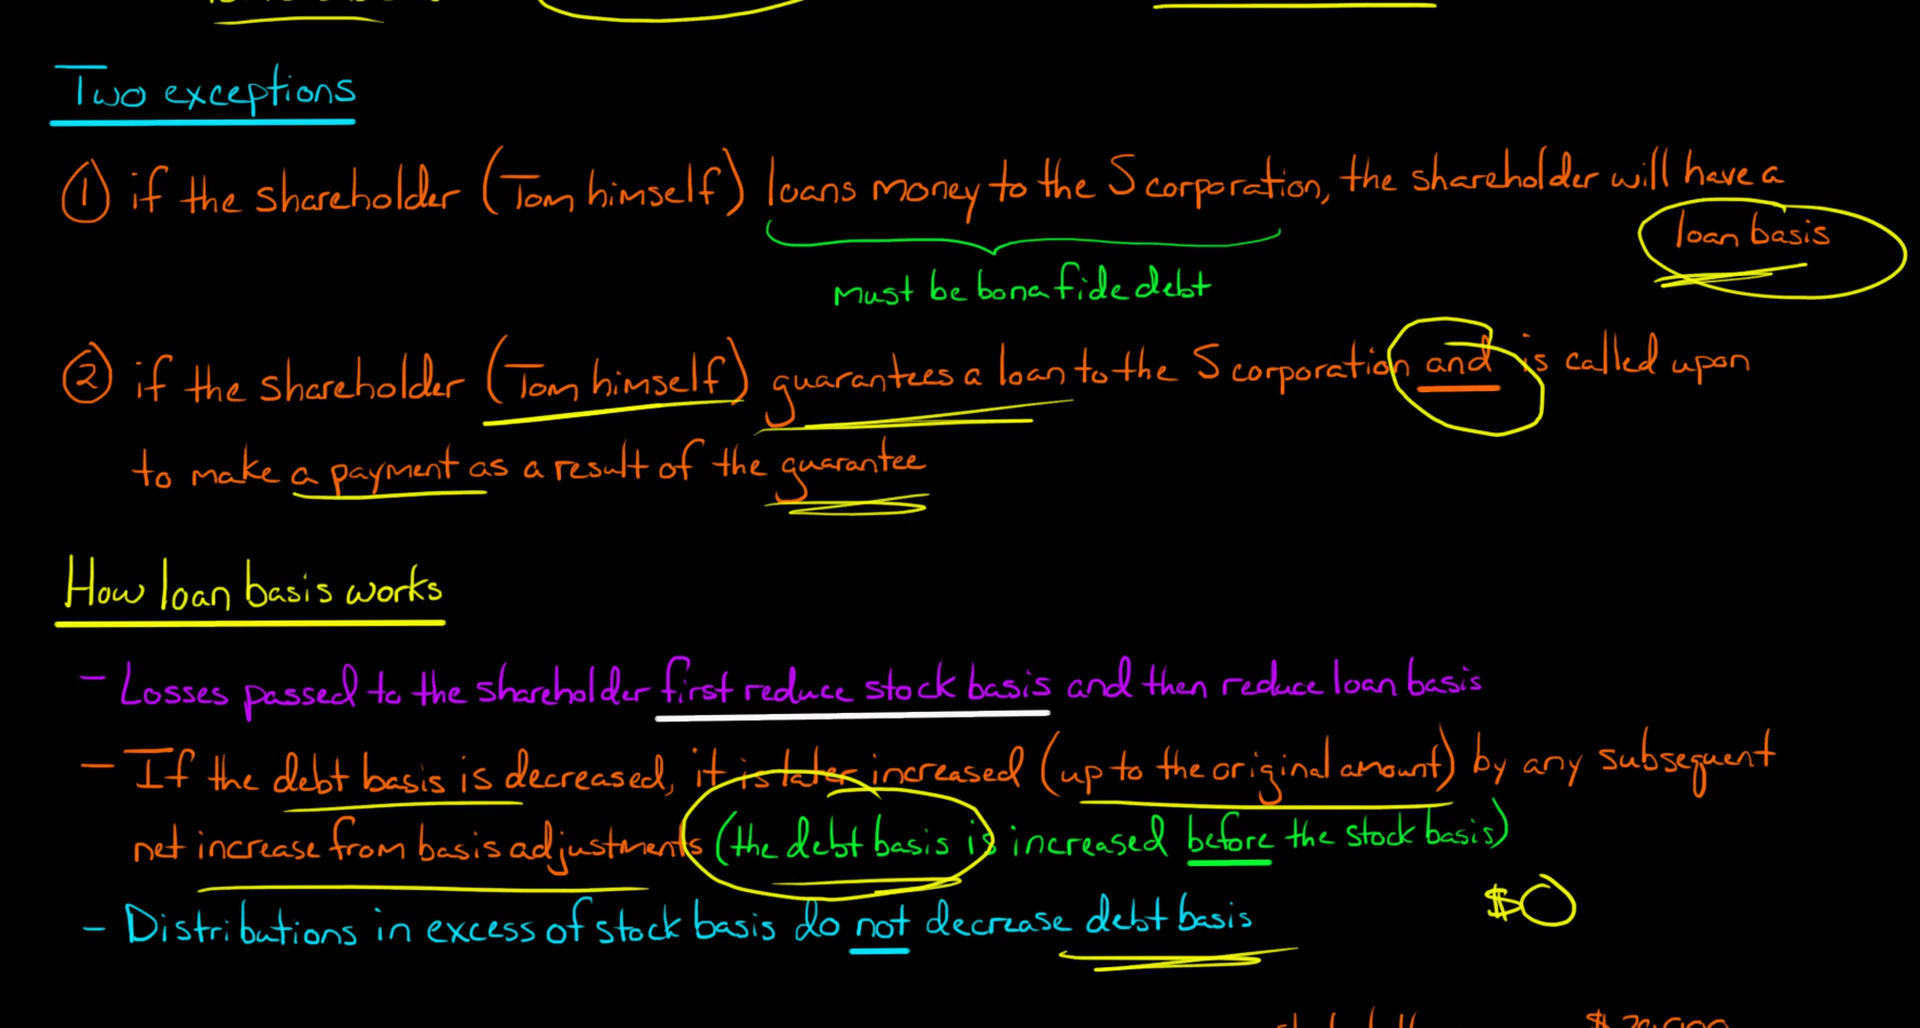 Two exceptions
① if the shareholder (Tom himself) loans money to the S corporation, the shareholder will have a
loan basis
must be bona fide debt
② if the shareholder (Tom himself) guarantees a loan to the S corporation and is called upon
to make a payment as a result of the guarantee
How loan basis works
- Losses passed to the shareholder first reduce stock basis and then reduce loan basis
- If the debt basis is decreased, it is later increased (up to the original amount) by any subsequent
net increase from basis adjustments (the debt basis is increased before the stock basis)
$0
- Distributions in excess of stock basis do not decrease debt basis